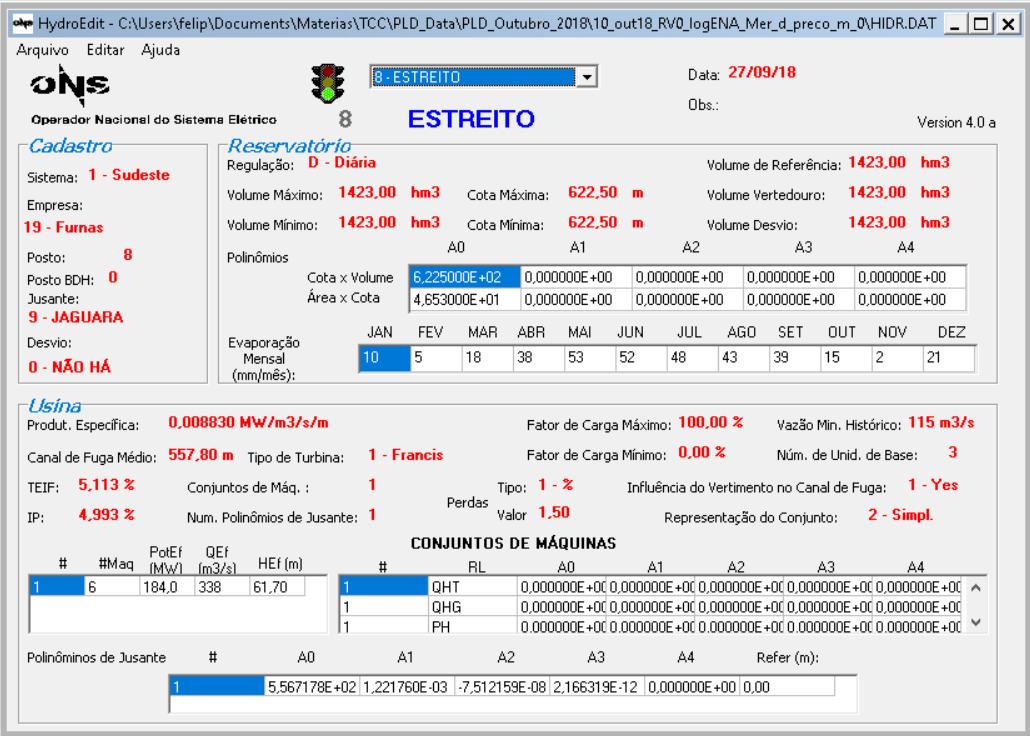 HydroEdit - C:\Users\felip\Documents\Materias\TCC\PLD_Data\PLD_Outubro_2018\10_out18_RV0_logENA_Mer_d_preco_m_0\HIDR.DAT
Arquivo Editar Ajuda
ONS
Operador Nacional do Sistema Elétrico
8 - ESTREITO
8 ESTREITO
Data: 27/09/18
Obs.:
Version 4.0 a
Cadastro
Sistema: 1 - Sudeste
Empresa:
19 - Furnas
Posto: 8
Posto BDH: 0
Jusante:
9 - JAGUARA
Desvio:
0 - NÃO HÁ
Reservatório
Regulação: D - Diária Volume de Referência: 1423,00 hm3
Volume Máximo: 1423,00 hm3 Cota Máxima: 622,50 m Volume Vertedouro: 1423,00 hm3
Volume Mínimo: 1423,00 hm3 Cota Mínima: 622,50 m Volume Desvio: 1423,00 hm3
Polinômios A0 A1 A2 A3 A4
Cota x Volume 6,225000E+02 0,000000E+00 0,000000E+00 0,000000E+00 0,000000E+00
Área x Cota 4,653000E+01 0,000000E+00 0,000000E+00 0,000000E+00 0,000000E+00
JAN FEV MAR ABR MAI JUN JUL AGO SET OUT NOV DEZ
Evaporação
Mensal
(mm/mês):
10 5 18 38 53 52 48 43 39 15 2 21
Usina
Produt. Específica: 0,008830 MW/m3/s/m Fator de Carga Máximo: 100,00 % Vazão Min. Histórico: 115 m3/s
Canal de Fuga Médio: 557,80 m Tipo de Turbina: 1 - Francis Fator de Carga Mínimo: 0,00 % Núm. de Unid. de Base: 3
TEIF: 5,113 % Conjuntos de Máq. : 1 Perdas Tipo: 1 - % Influência do Vertimento no Canal de Fuga: 1 - Yes
IP: 4,993 % Num. Polinômios de Jusante: 1 Valor 1,50 Representação do Conjunto: 2 - Simpl.
CONJUNTOS DE MÁQUINAS
# #Maq PotEf (MW) QEf (m3/s) HEf (m)
1 6 184,0 338 61,70
# RL A0 A1 A2 A3 A4
1 QHT 0,000000E+00 0,000000E+00 0,000000E+00 0,000000E+00 0,000000E+00
1 QHG 0,000000E+00 0,000000E+00 0,000000E+00 0,000000E+00 0,000000E+00
1 PH 0,000000E+00 0,000000E+00 0,000000E+00 0,000000E+00 0,000000E+00
Polinôminos de Jusante # A0 A1 A2 A3 A4 Refer (m):
1 5,567178E+02 1,221760E-03 -7,512159E-08 2,166319E-12 0,000000E+00 0,00